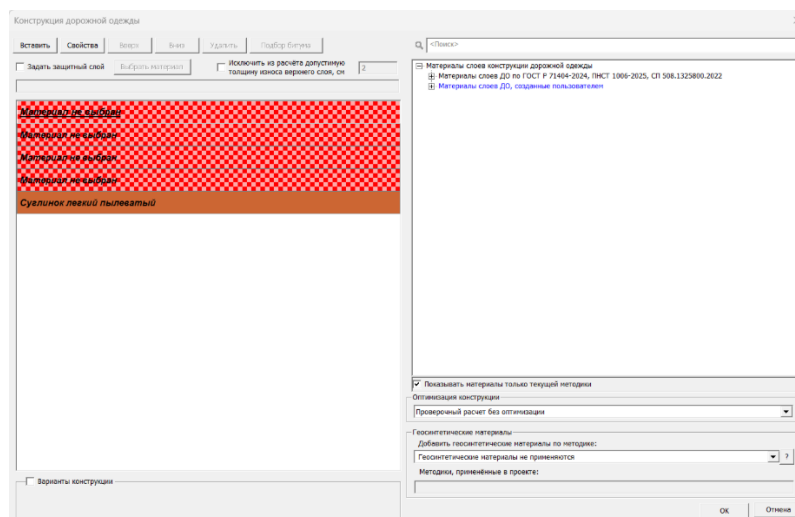 Конструкция дорожной одежды
Вставить Свойства Вверх Вниз Удалить Подбор битума
Задать защитный слой Выбрать материал Исключить из расчёта допустимую толщину износа верхнего слоя, см 2
Материал не выбран
Материал не выбран
Материал не выбран
Материал не выбран
Суглинок легкий пылеватый
Варианты конструкции
<Поиск>
Материалы слоев конструкции дорожной одежды
Материалы слоев ДО по ГОСТ Р 71404-2024, ПНСТ 1006-2025, СП 508.1325800.2022
Материалы слоев ДО, созданные пользователем
Показывать материалы только текущей методики
Оптимизация конструкции
Проверочный расчет без оптимизации
Геосинтетические материалы
Добавить геосинтетические материалы по методике:
Геосинтетические материалы не применяются ?
Методики, применённые в проекте:
ОК Отмена